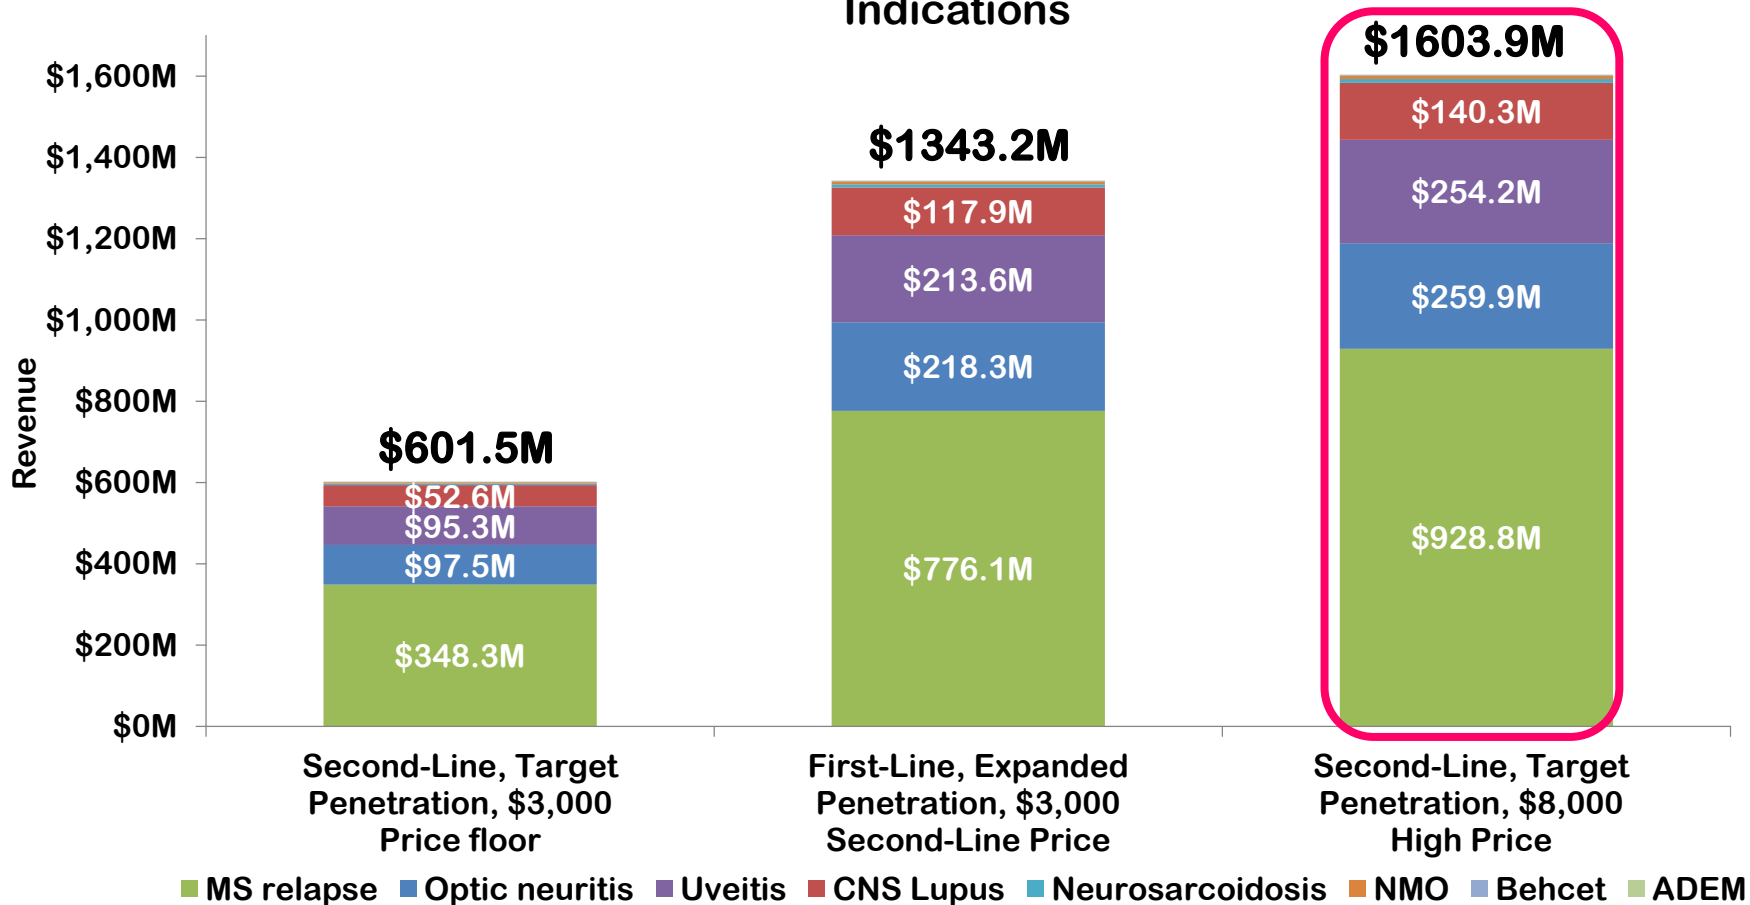 Indications
$1603.9M
$1,600M
$140.3M
$1343.2M
$1,400M
$254.2M
$117.9M
$1,200M
$213.6M
$259.9M
$1,000M
$218.3M
Revenue
$800M
$601.5M
$600M
$52.6M
$95.3M
$928.8M
$97.5M
$776.1M
$400M
$348.3M
$200M
$0M
Second-Line, Target
Penetration, $3,000
Price floor
First-Line, Expanded
Penetration, $3,000
Second-Line Price
Second-Line, Target
Penetration, $8,000
High Price
MS relapse Optic neuritis Uveitis CNS Lupus Neurosarcoidosis NMO Behcet ADEM